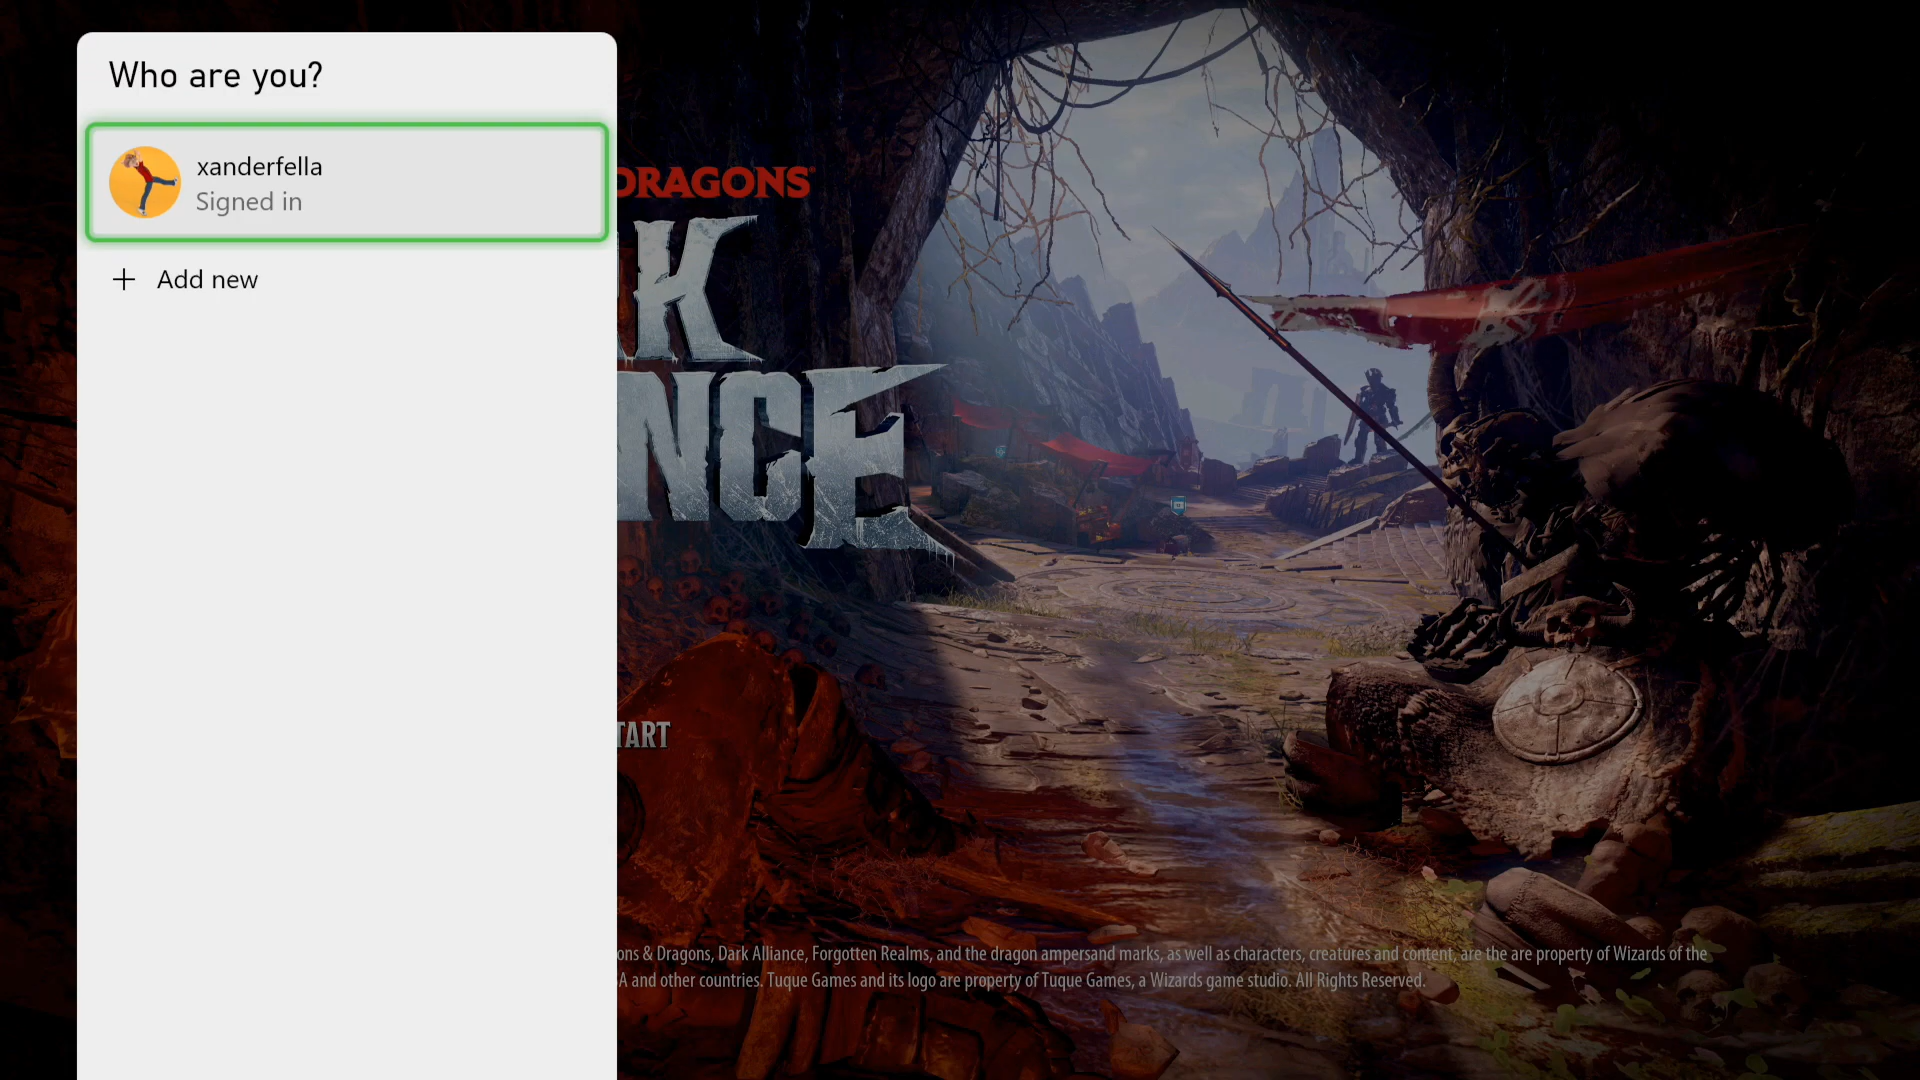 Who are you?
xanderfella
Signed in
Add new
DRAGONS
K
NCE
TART
ons & Dragons, Dark Alliance, Forgotten Realms, and the dragon ampersand marks, as well as characters, creatures and content, are the are property of Wizards of the
A and other countries. Tuque Games and its logo are property of Tuque Games, a Wizards game studio. All Rights Reserved.